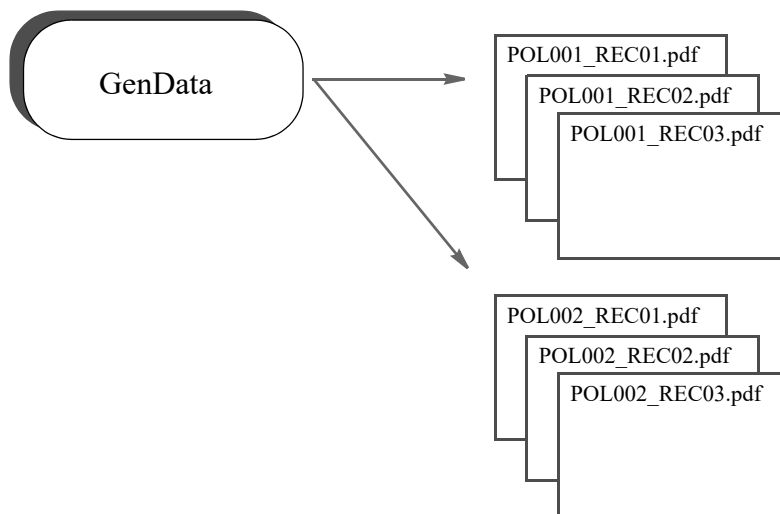 GenData
POL001_REC01.pdf
POL001_REC02.pdf
POL001_REC03.pdf
POL002_REC01.pdf
POL002_REC02.pdf
POL002_REC03.pdf